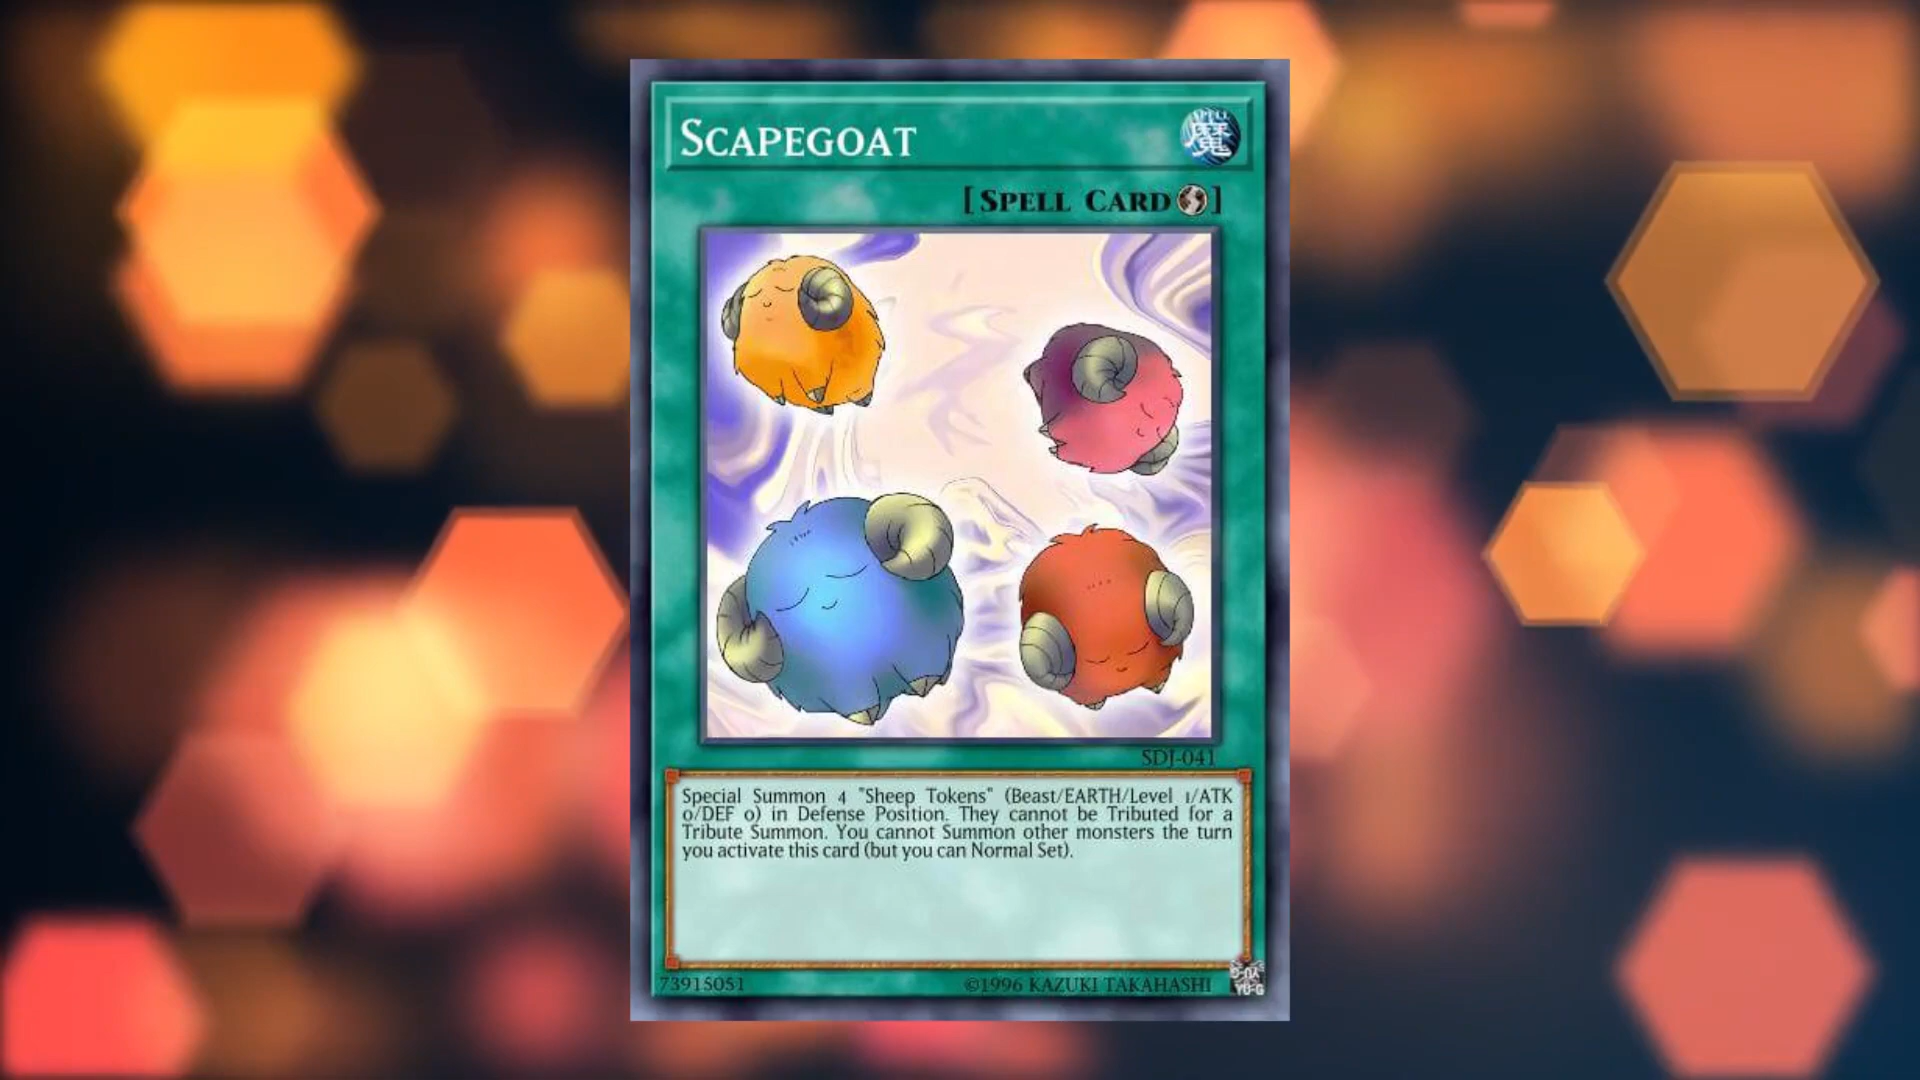 SCAPEGOAT
SPELL
魔
[SPELL CARD]
SDJ-041
Special Summon 4 "Sheep Tokens" (Beast/EARTH/Level 1/ATK
0/DEF 0) in Defense Position. They cannot be Tributed for a
Tribute Summon. You cannot Summon other monsters the turn
you activate this card (but you can Normal Set).
73915051
©1996 KAZUKI TAKAHASHI